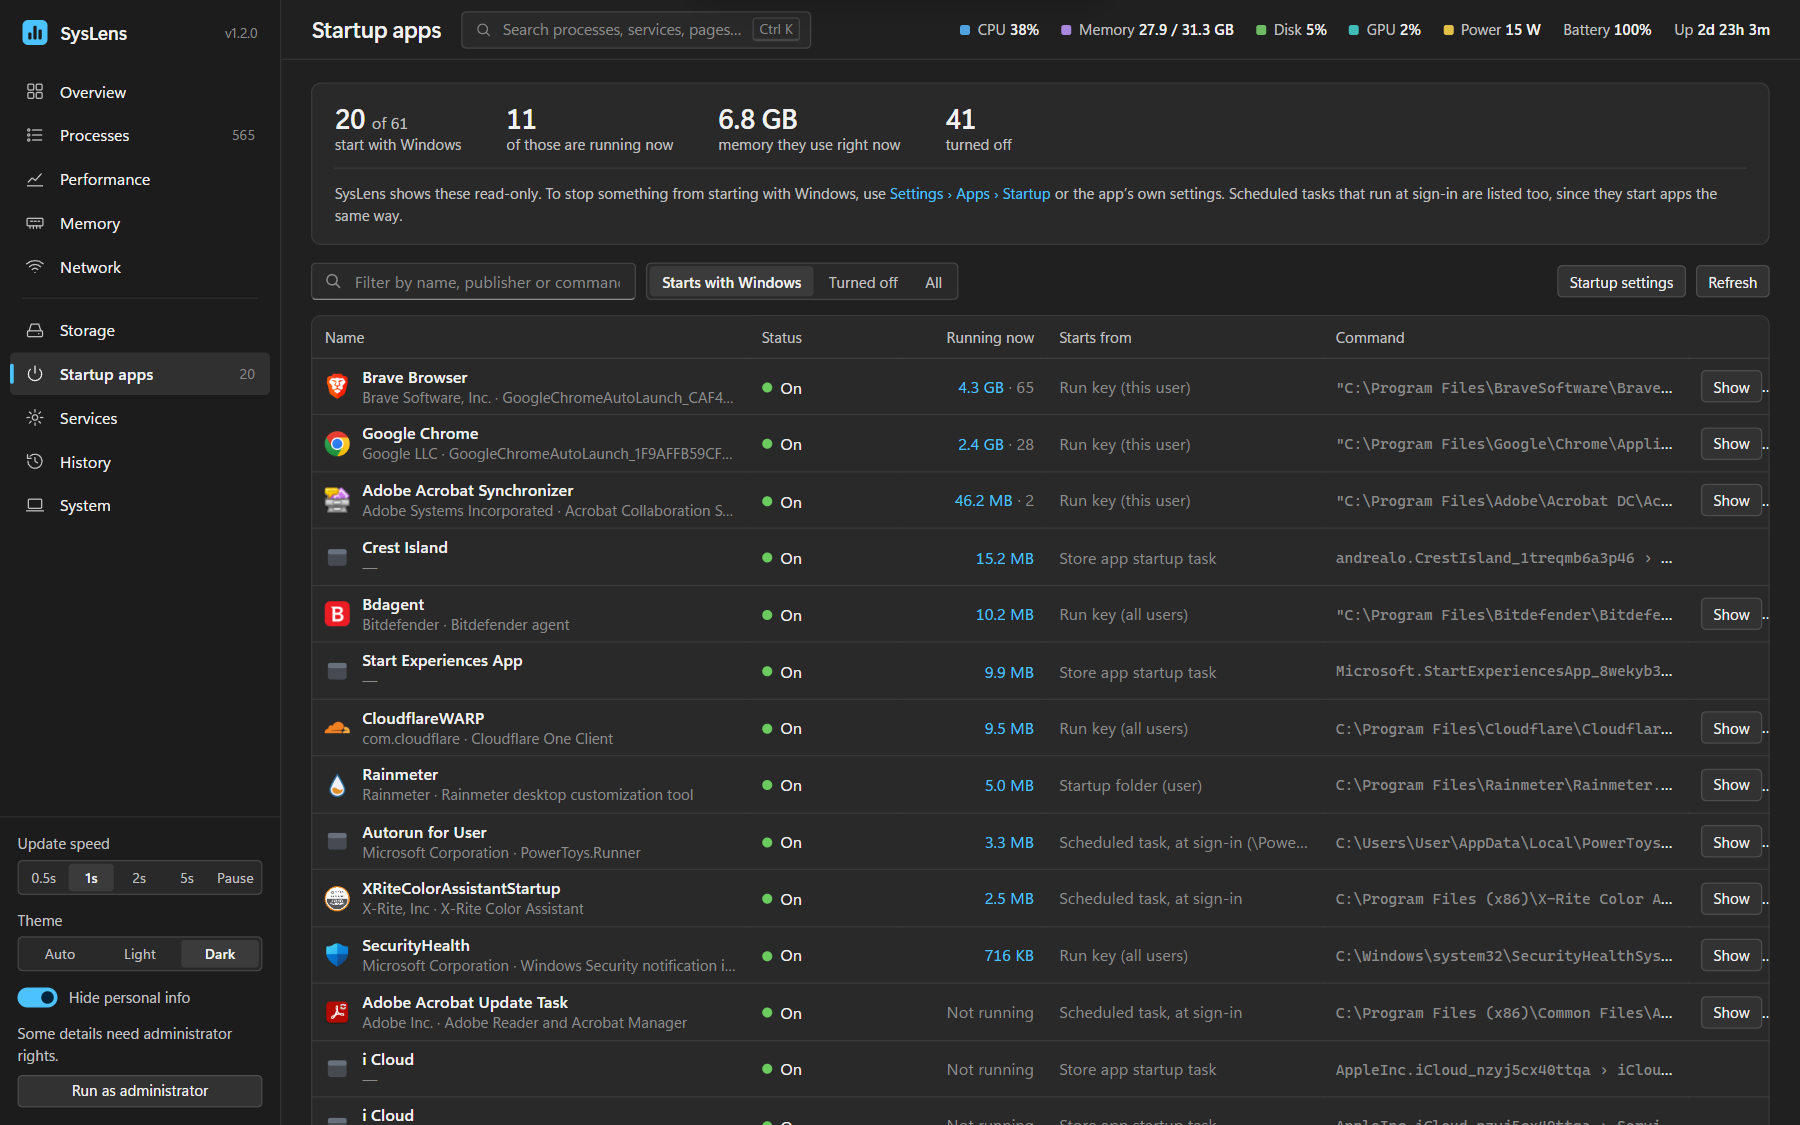 SysLens
v1.2.0
Overview
Processes
565
Performance
Memory
Network
Storage
Startup apps
20
Services
History
System
Update speed
0.5s 1s 2s 5s Pause
Theme
Auto Light Dark
Hide personal info
Some details need administrator
rights.
Run as administrator
Startup apps
Search processes, services, pages...
Ctrl K
CPU 38%
Memory 27.9 / 31.3 GB
Disk 5%
GPU 2%
Power 15 W
Battery 100%
Up 2d 23h 3m
20 of 61
start with Windows
11
of those are running now
6.8 GB
memory they use right now
41
turned off
SysLens shows these read-only. To stop something from starting with Windows, use Settings › Apps › Startup or the app's own settings. Scheduled tasks that run at sign-in are listed too, since they start apps the
same way.
Filter by name, publisher or comman
Starts with Windows
Turned off
All
Startup settings
Refresh
Name Status Running now Starts from Command
Brave Browser
Brave Software, Inc. · GoogleChromeAutoLaunch_CAF4...
On 4.3 GB · 65 Run key (this user) "C:\Program Files\BraveSoftware\Brave... Show ..
Google Chrome
Google LLC · GoogleChromeAutoLaunch_1F9AFFB59CF...
On 2.4 GB · 28 Run key (this user) "C:\Program Files\Google\Chrome\Appli... Show ..
Adobe Acrobat Synchronizer
Adobe Systems Incorporated · Acrobat Collaboration S...
On 46.2 MB · 2 Run key (this user) "C:\Program Files\Adobe\Acrobat DC\Ac... Show ..
Crest Island
—
On 15.2 MB Store app startup task andrealo.CrestIsland_1treqmb6a3p46 › ...
Bdagent
Bitdefender · Bitdefender agent
On 10.2 MB Run key (all users) "C:\Program Files\Bitdefender\Bitdefe... Show ..
Start Experiences App
—
On 9.9 MB Store app startup task Microsoft.StartExperiencesApp_8wekyb3...
CloudflareWARP
com.cloudflare · Cloudflare One Client
On 9.5 MB Run key (all users) C:\Program Files\Cloudflare\Cloudflar... Show ..
Rainmeter
Rainmeter · Rainmeter desktop customization tool
On 5.0 MB Startup folder (user) C:\Program Files\Rainmeter\Rainmeter.... Show ..
Autorun for User
Microsoft Corporation · PowerToys.Runner
On 3.3 MB Scheduled task, at sign-in (\Powe... C:\Users\User\AppData\Local\PowerToys... Show ..
XRiteColorAssistantStartup
X-Rite, Inc · X-Rite Color Assistant
On 2.5 MB Scheduled task, at sign-in C:\Program Files (x86)\X-Rite Color A... Show ..
SecurityHealth
Microsoft Corporation · Windows Security notification i...
On 716 KB Run key (all users) C:\Windows\system32\SecurityHealthSys... Show ..
Adobe Acrobat Update Task
Adobe Inc. · Adobe Reader and Acrobat Manager
On Not running Scheduled task, at sign-in C:\Program Files (x86)\Common Files\A... Show ..
i Cloud
—
On Not running Store app startup task AppleInc.iCloud_nzyj5cx40ttqa › iClou...
i Cloud
On Not running Store app startup task AppleInc.iCloud_nzyj5cx40ttqa › Servi...